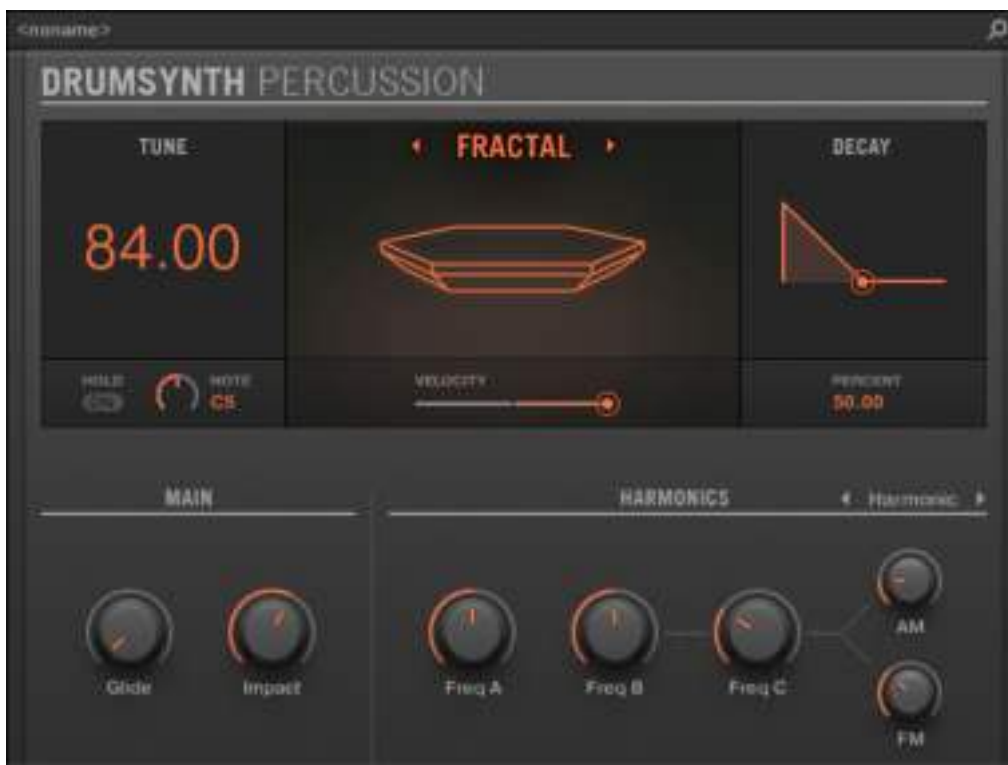 <noname>
DRUMSYNTH PERCUSSION
TUNE
FRACTAL
DECAY
84.00
HOLD
NOTE
C5
VELOCITY
PERCENT
50.00
MAIN
HARMONICS
Harmonic
Glide
Impact
Freq A
Freq B
Freq C
AM
FM